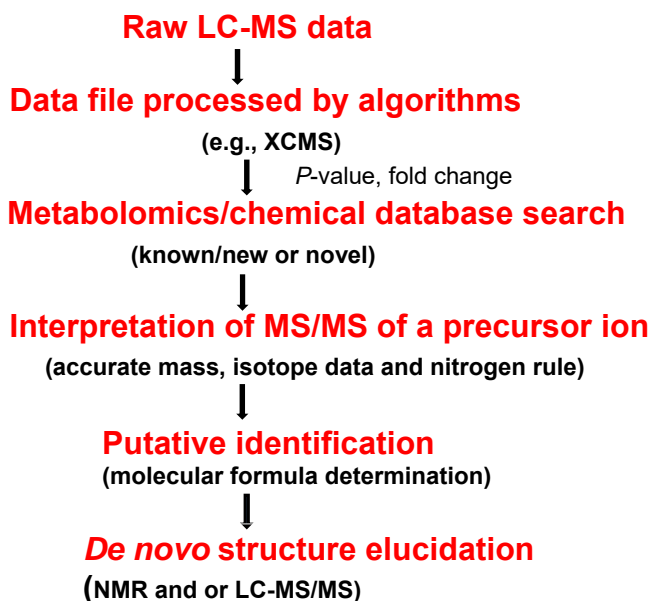 Raw LC-MS data
Data file processed by algorithms
(e.g., XCMS)
P-value, fold change
Metabolomics/chemical database search
(known/new or novel)
Interpretation of MS/MS of a precursor ion
(accurate mass, isotope data and nitrogen rule)
Putative identification
(molecular formula determination)
De novo structure elucidation
(NMR and or LC-MS/MS)